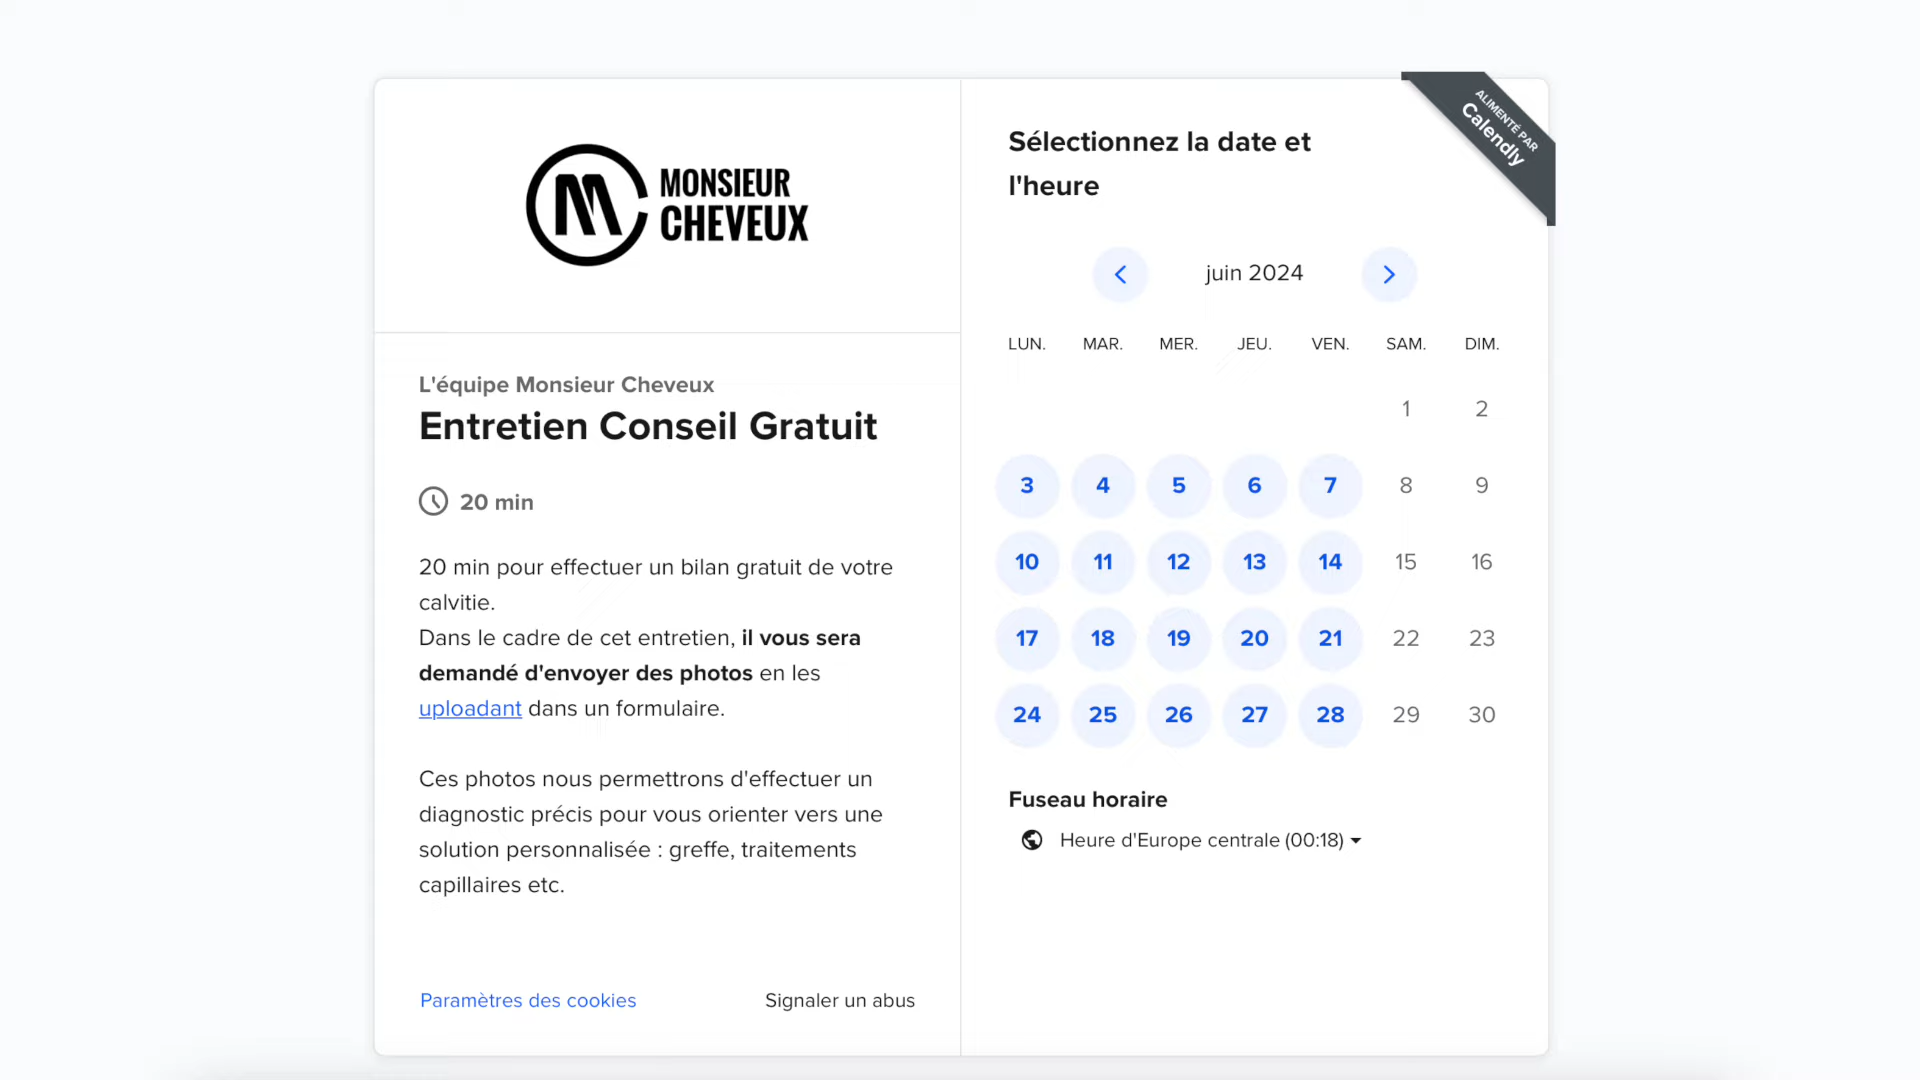 MONSIEUR
CHEVEUX
L'équipe Monsieur Cheveux
Entretien Conseil Gratuit
20 min
20 min pour effectuer un bilan gratuit de votre
calvitie.
Dans le cadre de cet entretien, il vous sera
demandé d'envoyer des photos en les
uploadant dans un formulaire.
Ces photos nous permettrons d'effectuer un
diagnostic précis pour vous orienter vers une
solution personnalisée : greffe, traitements
capillaires etc.
Paramètres des cookies
Signaler un abus
Sélectionnez la date et
l'heure
ALIMENTÉ PAR
Calendly
juin 2024
LUN. MAR. MER. JEU. VEN. SAM. DIM.
1 2
3 4 5 6 7 8 9
10 11 12 13 14 15 16
17 18 19 20 21 22 23
24 25 26 27 28 29 30
Fuseau horaire
Heure d'Europe centrale (00:18)